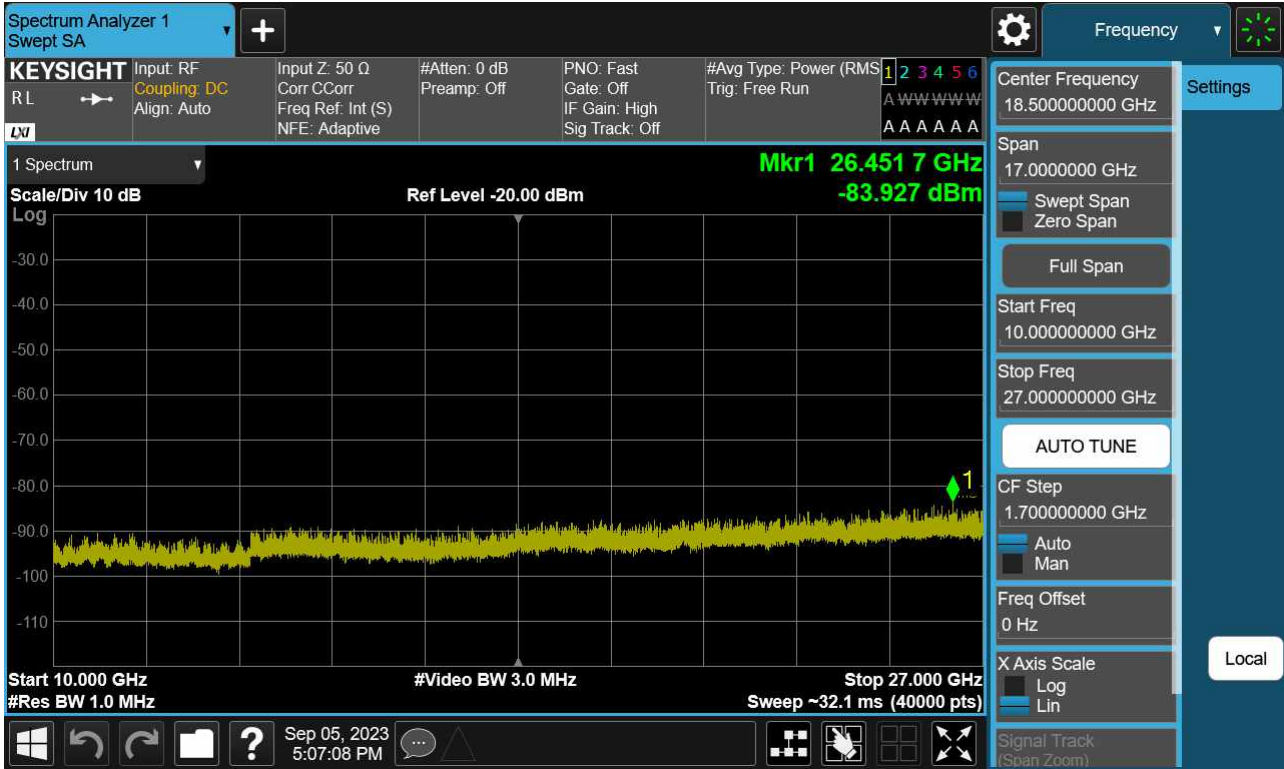 Spectrum Analyzer 1
Swept SA
+
Frequency
KEYSIGHT
R L
LXI
Input: RF
Coupling: DC
Align: Auto
Input Z: 50 Ω
Corr CCorr
Freq Ref: Int (S)
NFE: Adaptive
#Atten: 0 dB
Preamp: Off
PNO: Fast
Gate: Off
IF Gain: High
Sig Track: Off
#Avg Type: Power (RMS
Trig: Free Run
1 2 3 4 5 6
A W W W W W
A A A A A A
1 Spectrum
Scale/Div 10 dB
Log
Ref Level -20.00 dBm
Mkr1 26.451 7 GHz
-83.927 dBm
-30.0
-40.0
-50.0
-60.0
-70.0
-80.0
-90.0
-100
-110
1
Start 10.000 GHz
#Res BW 1.0 MHz
#Video BW 3.0 MHz
Stop 27.000 GHz
Sweep ~32.1 ms (40000 pts)
?
Sep 05, 2023
5:07:08 PM
Center Frequency
18.500000000 GHz
Span
17.0000000 GHz
Swept Span
Zero Span
Full Span
Start Freq
10.000000000 GHz
Stop Freq
27.000000000 GHz
AUTO TUNE
CF Step
1.700000000 GHz
Auto
Man
Freq Offset
0 Hz
X Axis Scale
Log
Lin
Signal Track
(Span Zoom)
Settings
Local